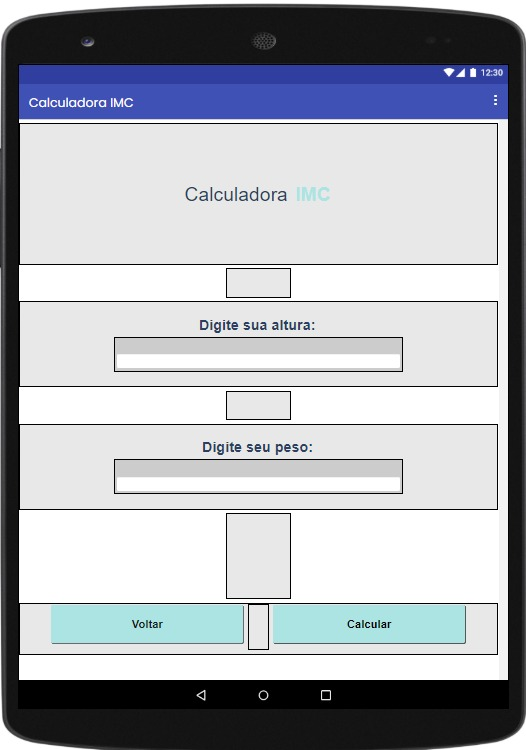 12:30
Calculadora IMC
Calculadora IMC
Digite sua altura:
Digite seu peso:
Voltar Calcular